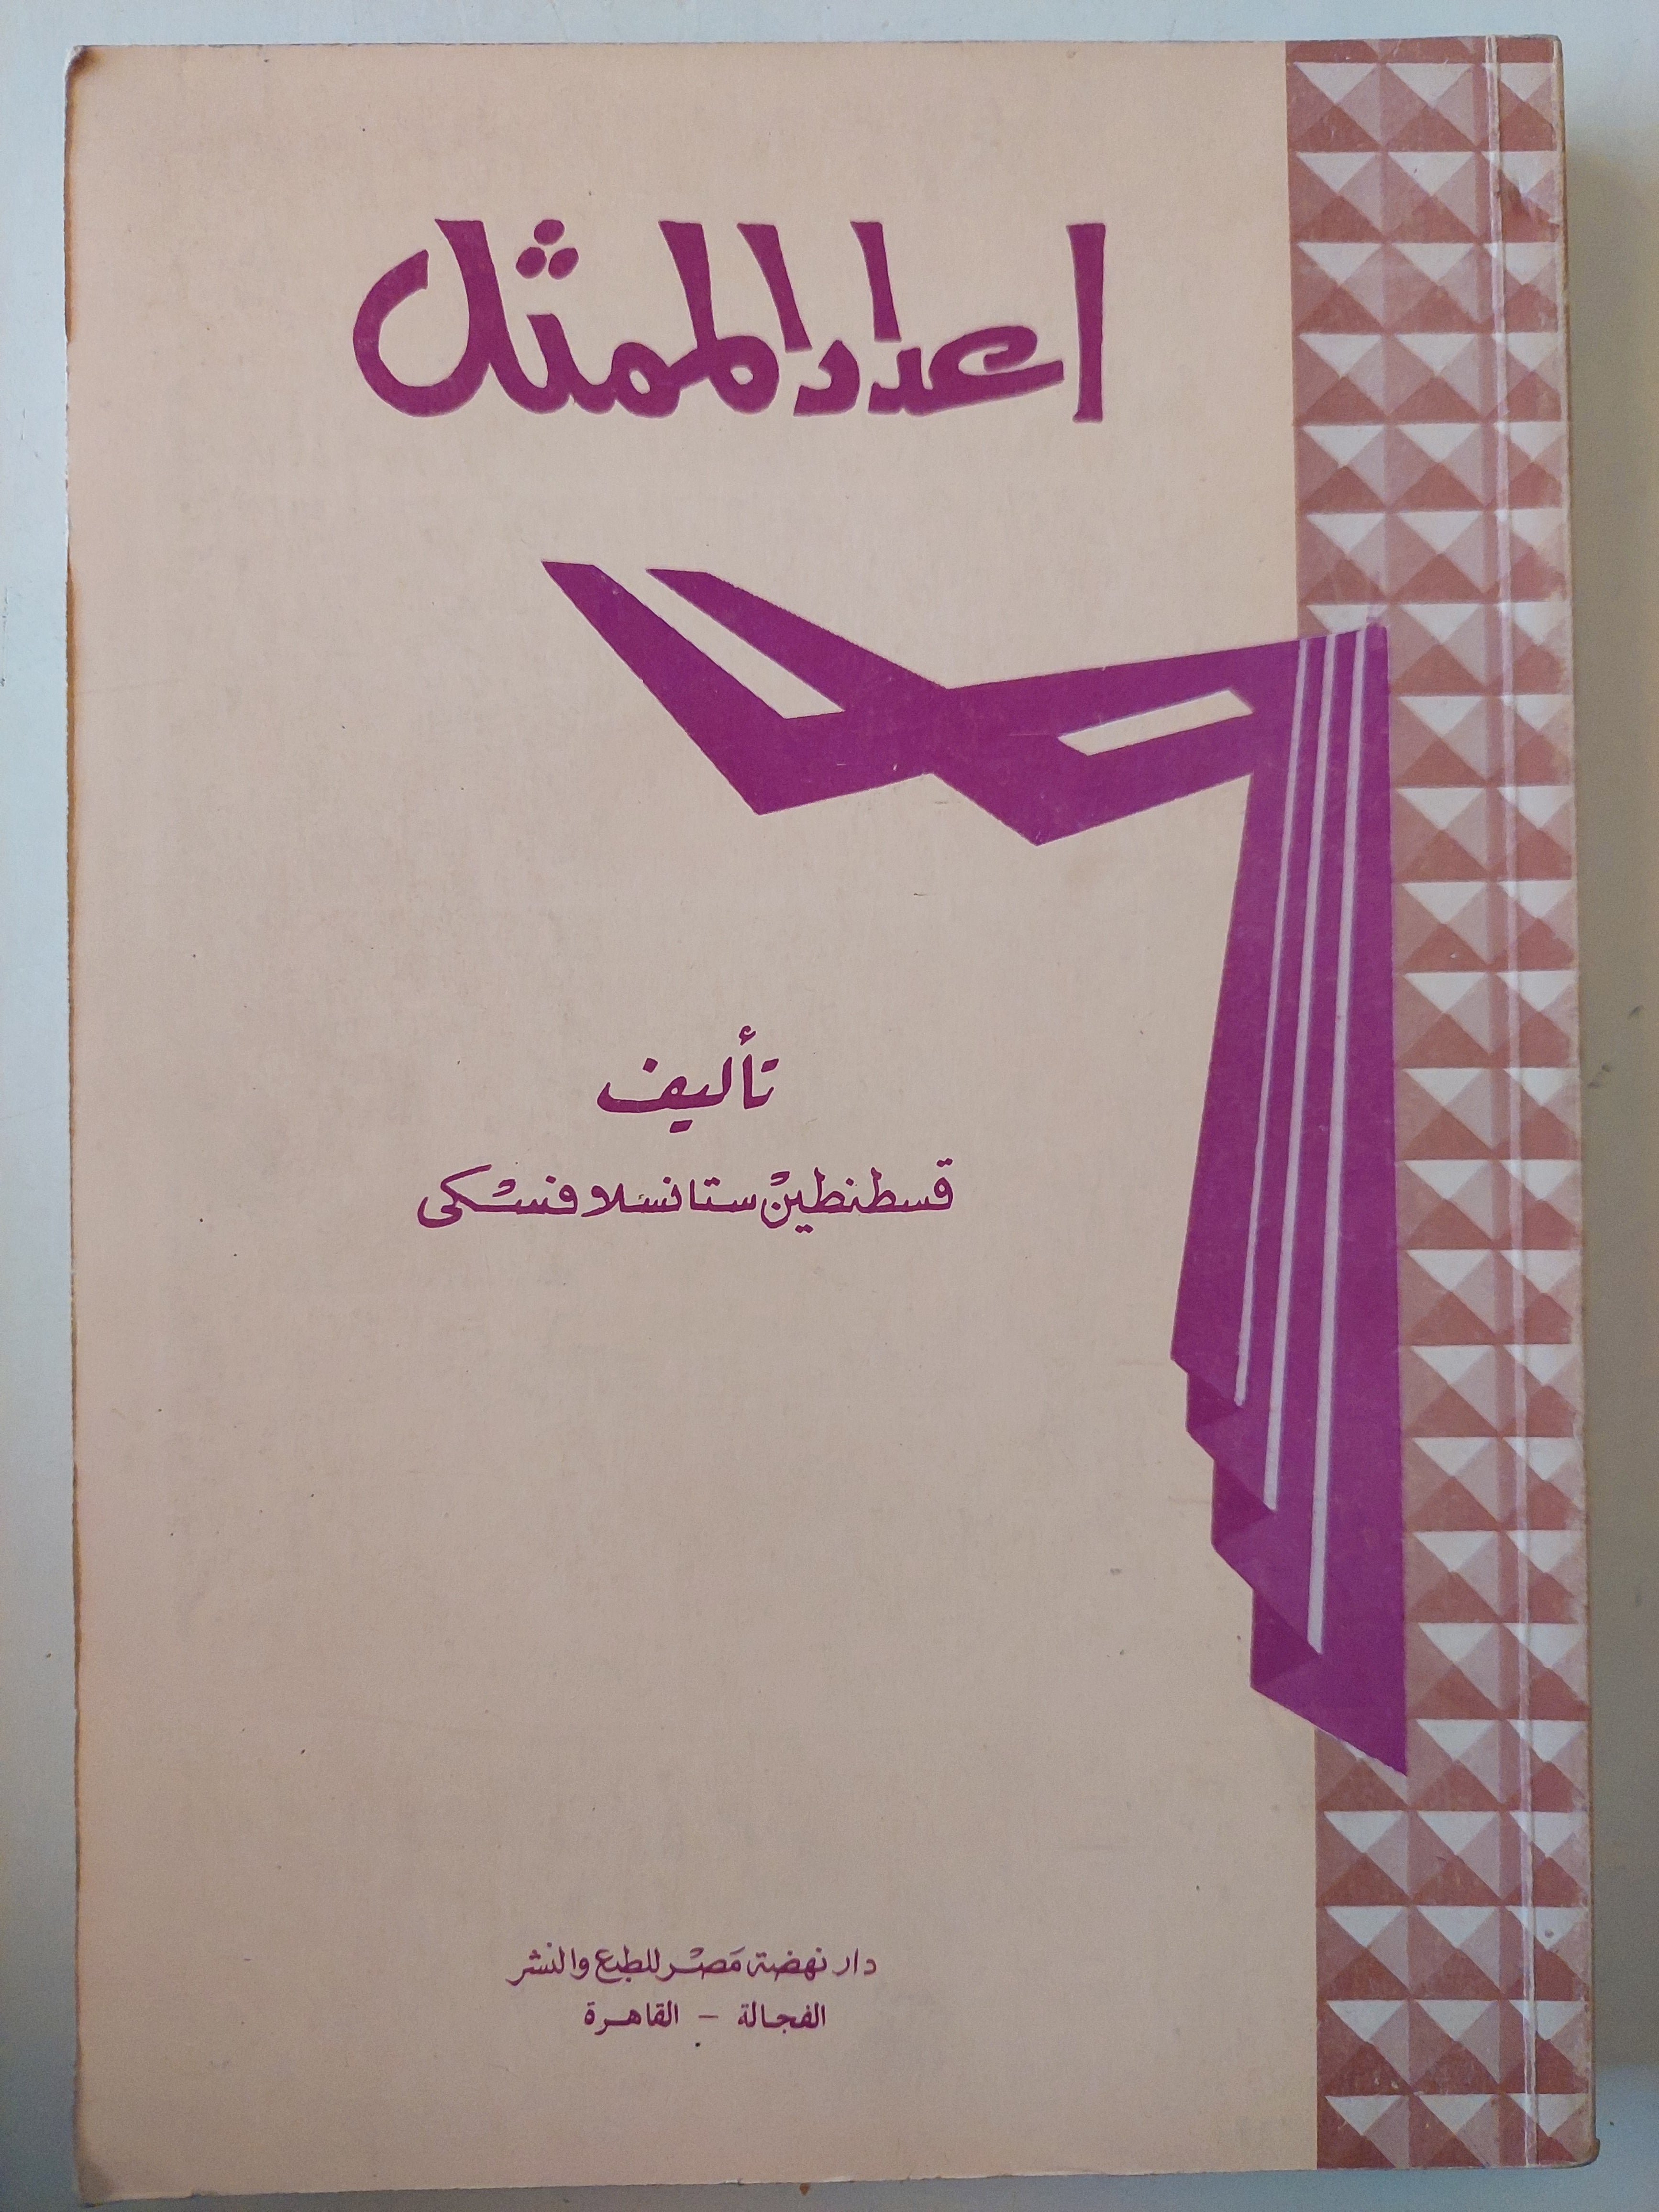 اعداد الممثل
تأليف
قسطنطين ستانسلافسكى
دار نهضة مصر للطبع والنشر
الفجالة - القاهرة